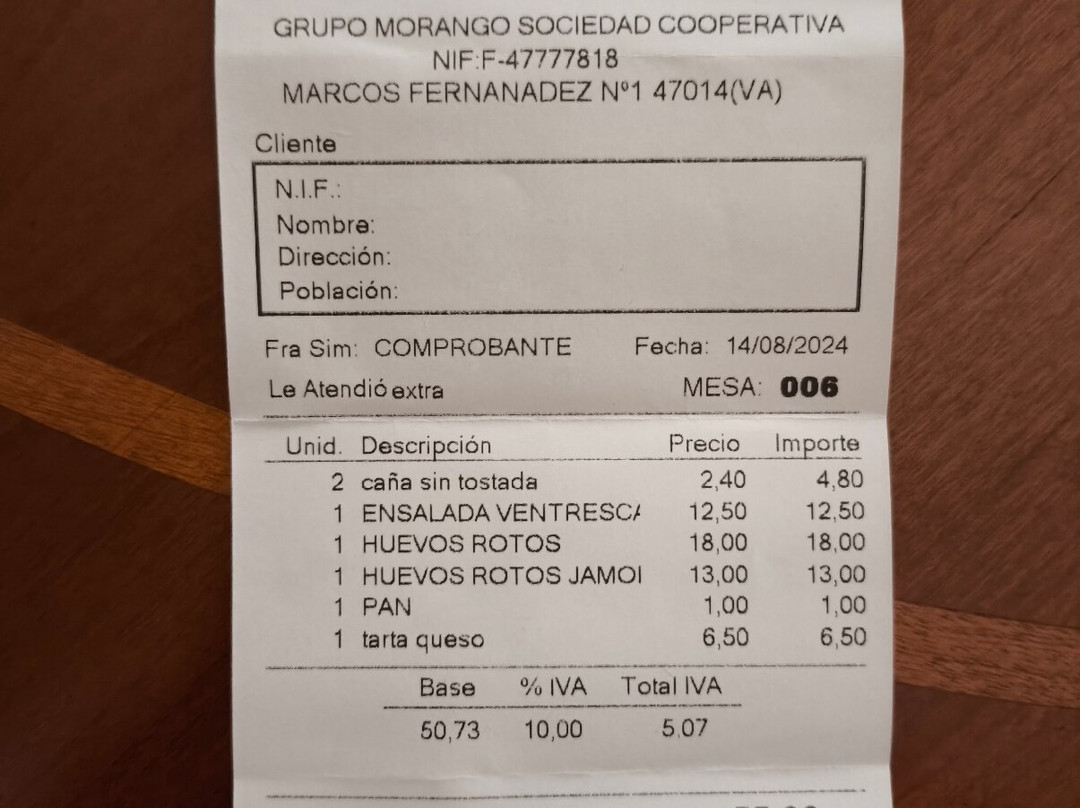 GRUPO MORANGO SOCIEDAD COOPERATIVA
NIF:F-47777818
MARCOS FERNANADEZ Nº1 47014(VA)
Cliente
N.I.F.:
Nombre:
Dirección:
Población:
Fra Sim: COMPROBANTE Fecha: 14/08/2024
Le Atendió extra MESA: 006
Unid. Descripción Precio Importe
2 caña sin tostada 2,40 4,80
1 ENSALADA VENTRESCA 12,50 12,50
1 HUEVOS ROTOS 18,00 18,00
1 HUEVOS ROTOS JAMOI 13,00 13,00
1 PAN 1,00 1,00
1 tarta queso 6,50 6,50
Base % IVA Total IVA
50,73 10,00 5,07